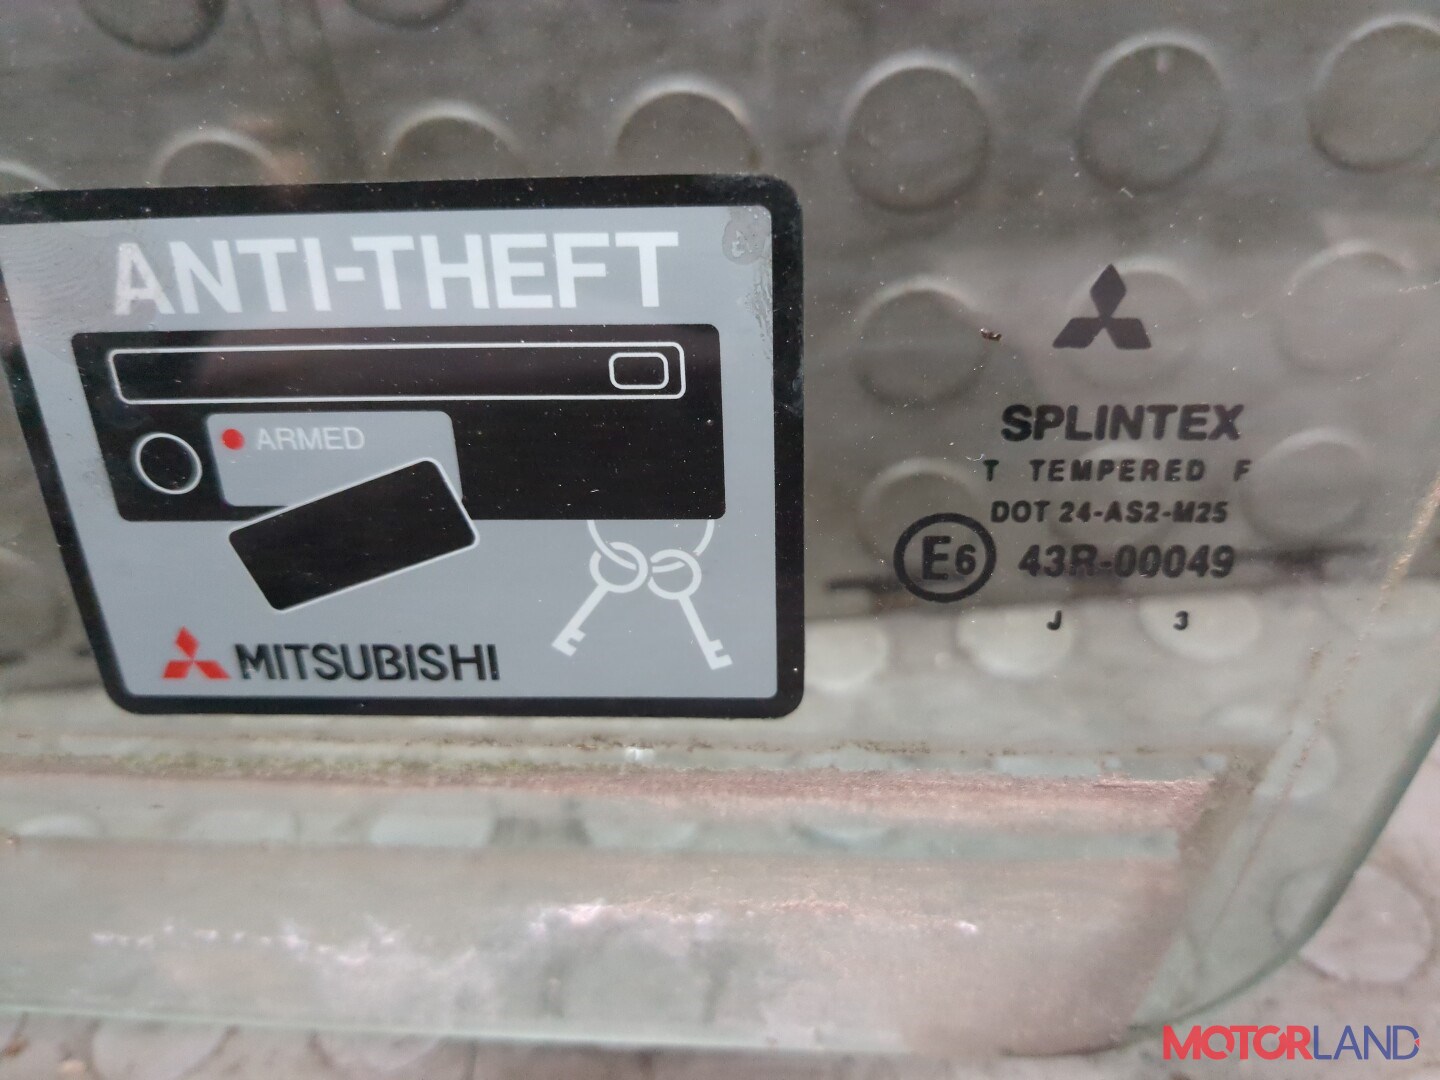 ANTI-THEFT
ARMED
MITSUBISHI
SPLINTEX
T TEMPERED F
DOT 24-AS2-M25
E6 43R-00049
J 3
MOTORLAND